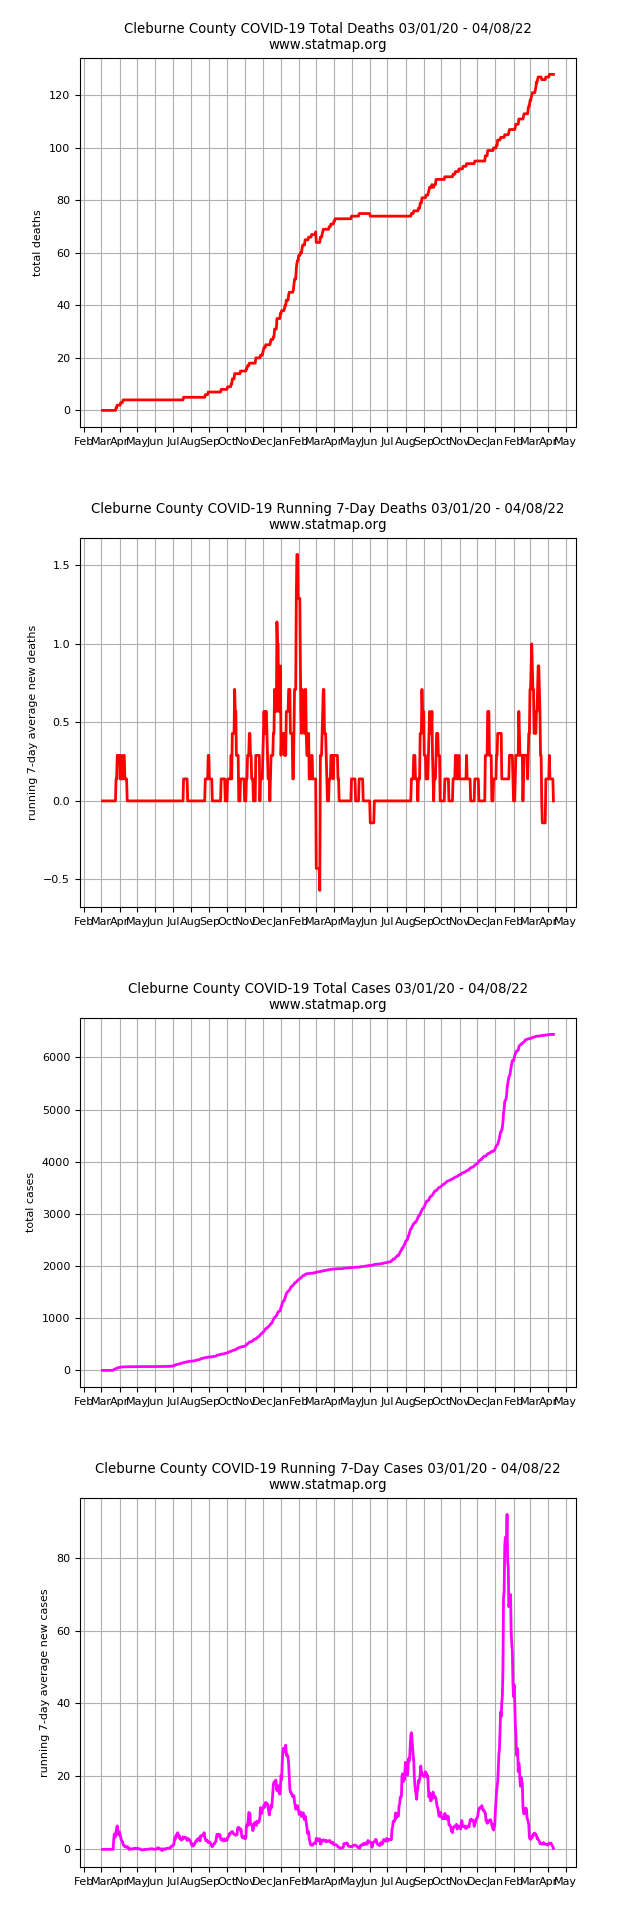 Cleburne County COVID-19 Total Deaths 03/01/20 - 04/08/22
www.statmap.org
120
100
80
60
40
20
0
total deaths
Feb Mar Apr May Jun Jul Aug Sep Oct Nov Dec Jan Feb Mar Apr May Jun Jul Aug Sep Oct Nov Dec Jan Feb Mar Apr May
Cleburne County COVID-19 Running 7-Day Deaths 03/01/20 - 04/08/22
www.statmap.org
1.5
1.0
0.5
0.0
−0.5
running 7-day average new deaths
Feb Mar Apr May Jun Jul Aug Sep Oct Nov Dec Jan Feb Mar Apr May Jun Jul Aug Sep Oct Nov Dec Jan Feb Mar Apr May
Cleburne County COVID-19 Total Cases 03/01/20 - 04/08/22
www.statmap.org
6000
5000
4000
3000
2000
1000
0
total cases
Feb Mar Apr May Jun Jul Aug Sep Oct Nov Dec Jan Feb Mar Apr May Jun Jul Aug Sep Oct Nov Dec Jan Feb Mar Apr May
Cleburne County COVID-19 Running 7-Day Cases 03/01/20 - 04/08/22
www.statmap.org
80
60
40
20
0
running 7-day average new cases
Feb Mar Apr May Jun Jul Aug Sep Oct Nov Dec Jan Feb Mar Apr May Jun Jul Aug Sep Oct Nov Dec Jan Feb Mar Apr May